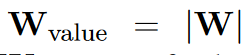 W_value = |W|